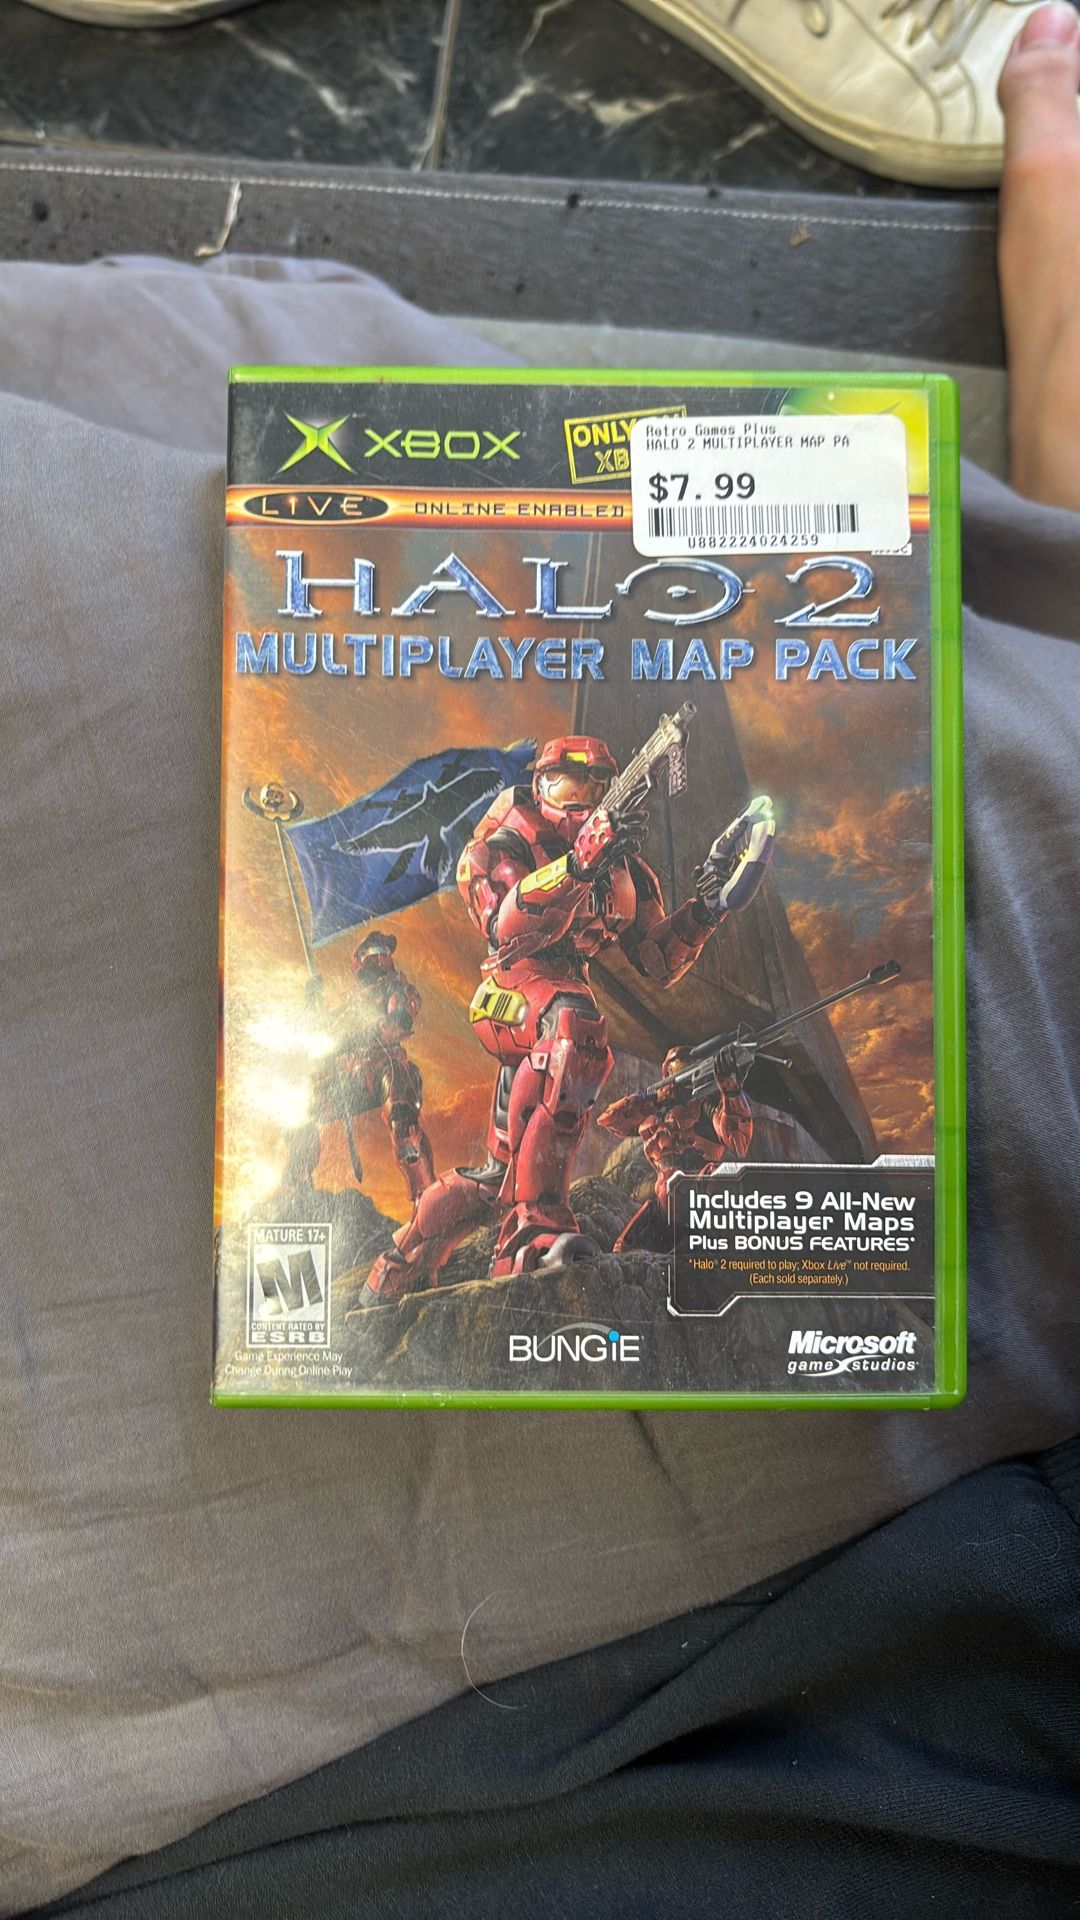 XBOX
ONLY
XB
Retro Games Plus
HALO 2 MULTIPLAYER MAP PA
$7.99
U882224024259
LIVE™ ONLINE ENABLED
HALO 2
MULTIPLAYER MAP PACK
Includes 9 All-New
Multiplayer Maps
Plus BONUS FEATURES*
*Halo® 2 required to play; Xbox Live™ not required.
(Each sold separately.)
MATURE 17+
M
CONTENT RATED BY
ESRB
Game Experience May
Change During Online Play
BUNGiE
Microsoft
game studios